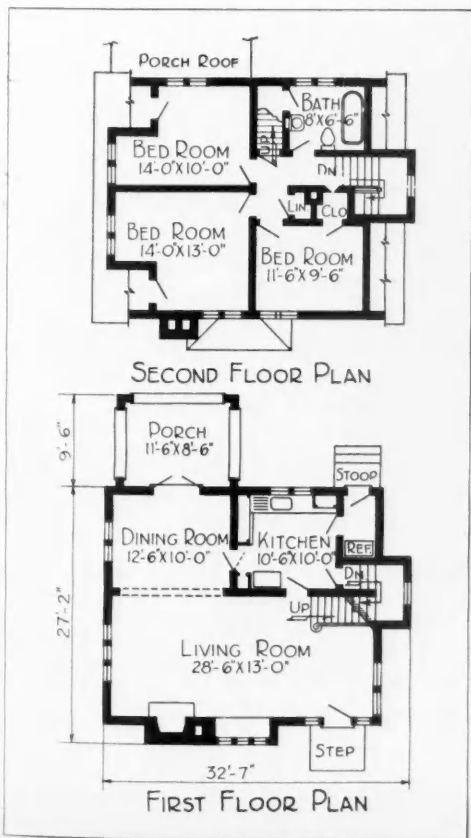 PORCH ROOF
BATH
8'X6'-6"
BED ROOM
14'-0"X10'-0"
UP
DN
LIN
CLO
BED ROOM
14'-0"X13'-0"
BED ROOM
11'-6"X9'-6"
SECOND FLOOR PLAN
PORCH
11'-6"X8'-6"
9'-6"
STOOP
DINING ROOM
12'-6"X10'-0"
KITCHEN
10'-6"X10'-0"
REF.
DN
UP
27'-2"
LIVING ROOM
28'-6"X13'-0"
STEP
32'-7"
FIRST FLOOR PLAN